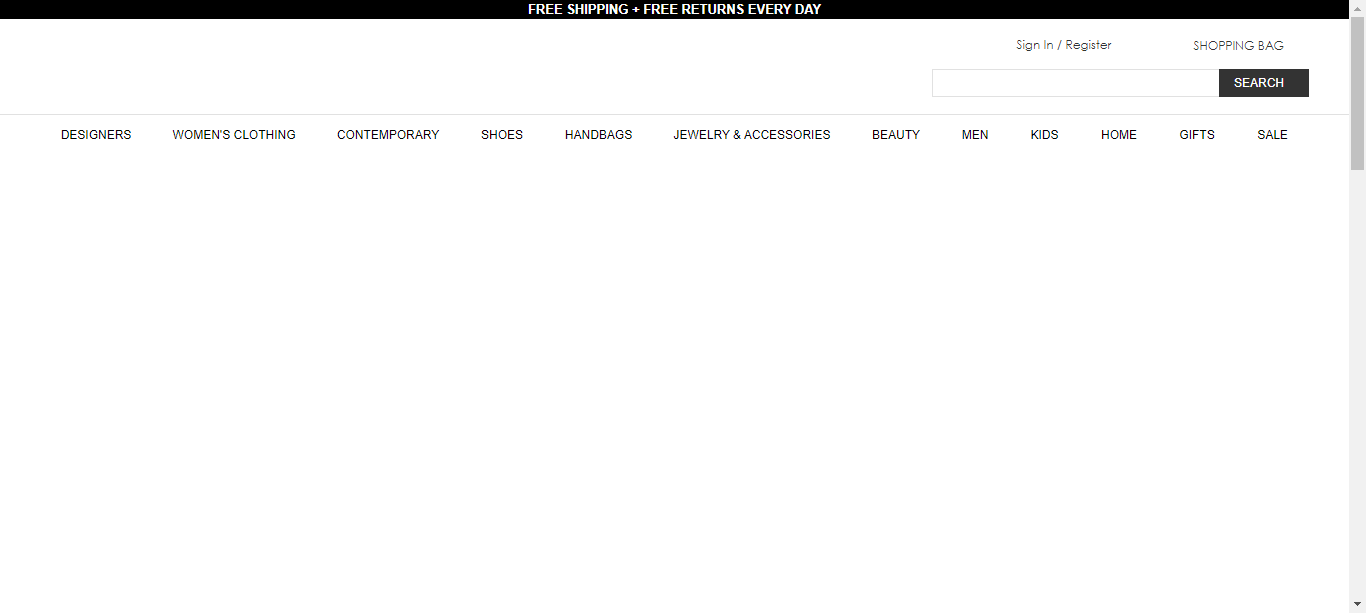 FREE SHIPPING + FREE RETURNS EVERY DAY
Sign In / Register
SHOPPING BAG
SEARCH
DESIGNERS WOMEN'S CLOTHING CONTEMPORARY SHOES HANDBAGS JEWELRY & ACCESSORIES BEAUTY MEN KIDS HOME GIFTS SALE